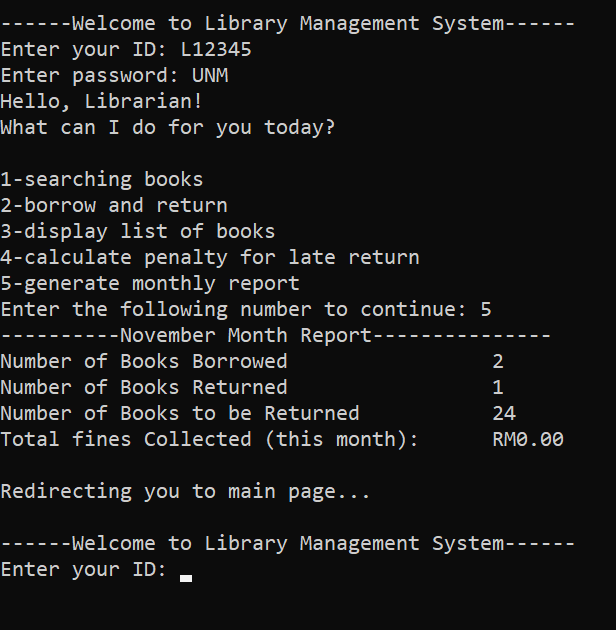 ------Welcome to Library Management System------
Enter your ID: L12345
Enter password: UNM
Hello, Librarian!
What can I do for you today?
1-searching books
2-borrow and return
3-display list of books
4-calculate penalty for late return
5-generate monthly report
Enter the following number to continue: 5
----------November Month Report---------------
Number of Books Borrowed                 2
Number of Books Returned                 1
Number of Books to be Returned           24
Total fines Collected (this month):      RM0.00
Redirecting you to main page...
------Welcome to Library Management System------
Enter your ID: